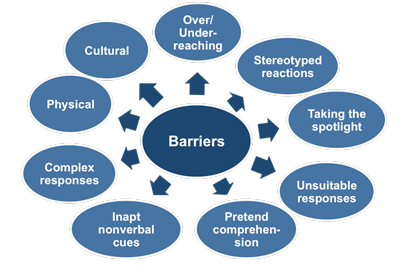 Over/
Under-
reaching
Stereotyped
reactions
Taking the
spotlight
Unsuitable
responses
Pretend
comprehen-
sion
Inapt
nonverbal
cues
Complex
responses
Physical
Cultural
Barriers